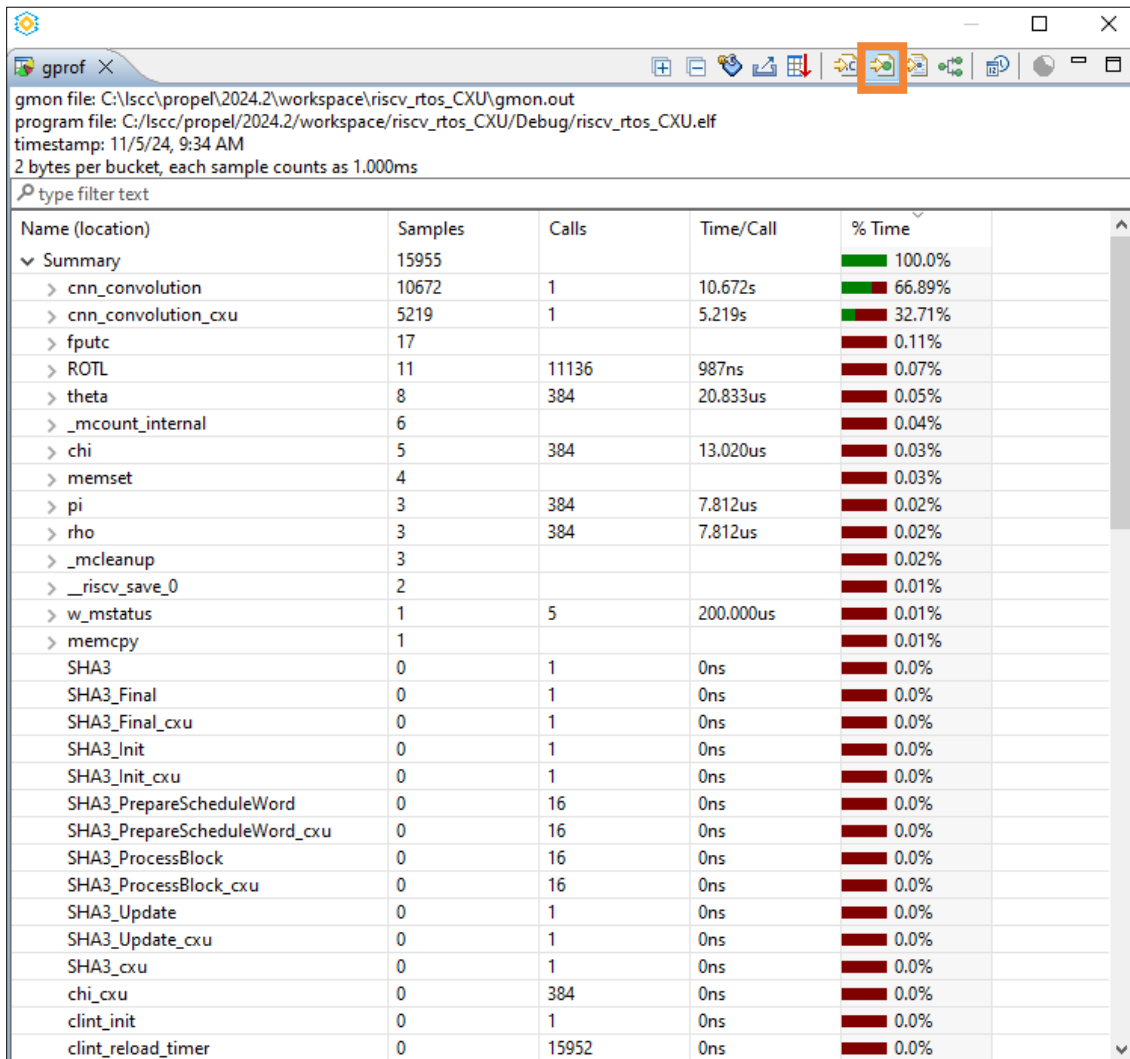 gprof
gmon file: C:\lscc\propel\2024.2\workspace\riscv_rtos_CXU\gmon.out
program file: C:/lscc/propel/2024.2/workspace/riscv_rtos_CXU/Debug/riscv_rtos_CXU.elf
timestamp: 11/5/24, 9:34 AM
2 bytes per bucket, each sample counts as 1.000ms
type filter text
Name (location) Samples Calls Time/Call % Time
Summary 15955 100.0%
cnn_convolution 10672 1 10.672s 66.89%
cnn_convolution_cxu 5219 1 5.219s 32.71%
fputc 17 0.11%
ROTL 11 11136 987ns 0.07%
theta 8 384 20.833us 0.05%
_mcount_internal 6 0.04%
chi 5 384 13.020us 0.03%
memset 4 0.03%
pi 3 384 7.812us 0.02%
rho 3 384 7.812us 0.02%
_mcleanup 3 0.02%
__riscv_save_0 2 0.01%
w_mstatus 1 5 200.000us 0.01%
memcpy 1 0.01%
SHA3 0 1 0ns 0.0%
SHA3_Final 0 1 0ns 0.0%
SHA3_Final_cxu 0 1 0ns 0.0%
SHA3_Init 0 1 0ns 0.0%
SHA3_Init_cxu 0 1 0ns 0.0%
SHA3_PrepareScheduleWord 0 16 0ns 0.0%
SHA3_PrepareScheduleWord_cxu 0 16 0ns 0.0%
SHA3_ProcessBlock 0 16 0ns 0.0%
SHA3_ProcessBlock_cxu 0 16 0ns 0.0%
SHA3_Update 0 1 0ns 0.0%
SHA3_Update_cxu 0 1 0ns 0.0%
SHA3_cxu 0 1 0ns 0.0%
chi_cxu 0 384 0ns 0.0%
clint_init 0 1 0ns 0.0%
clint_reload_timer 0 15952 0ns 0.0%